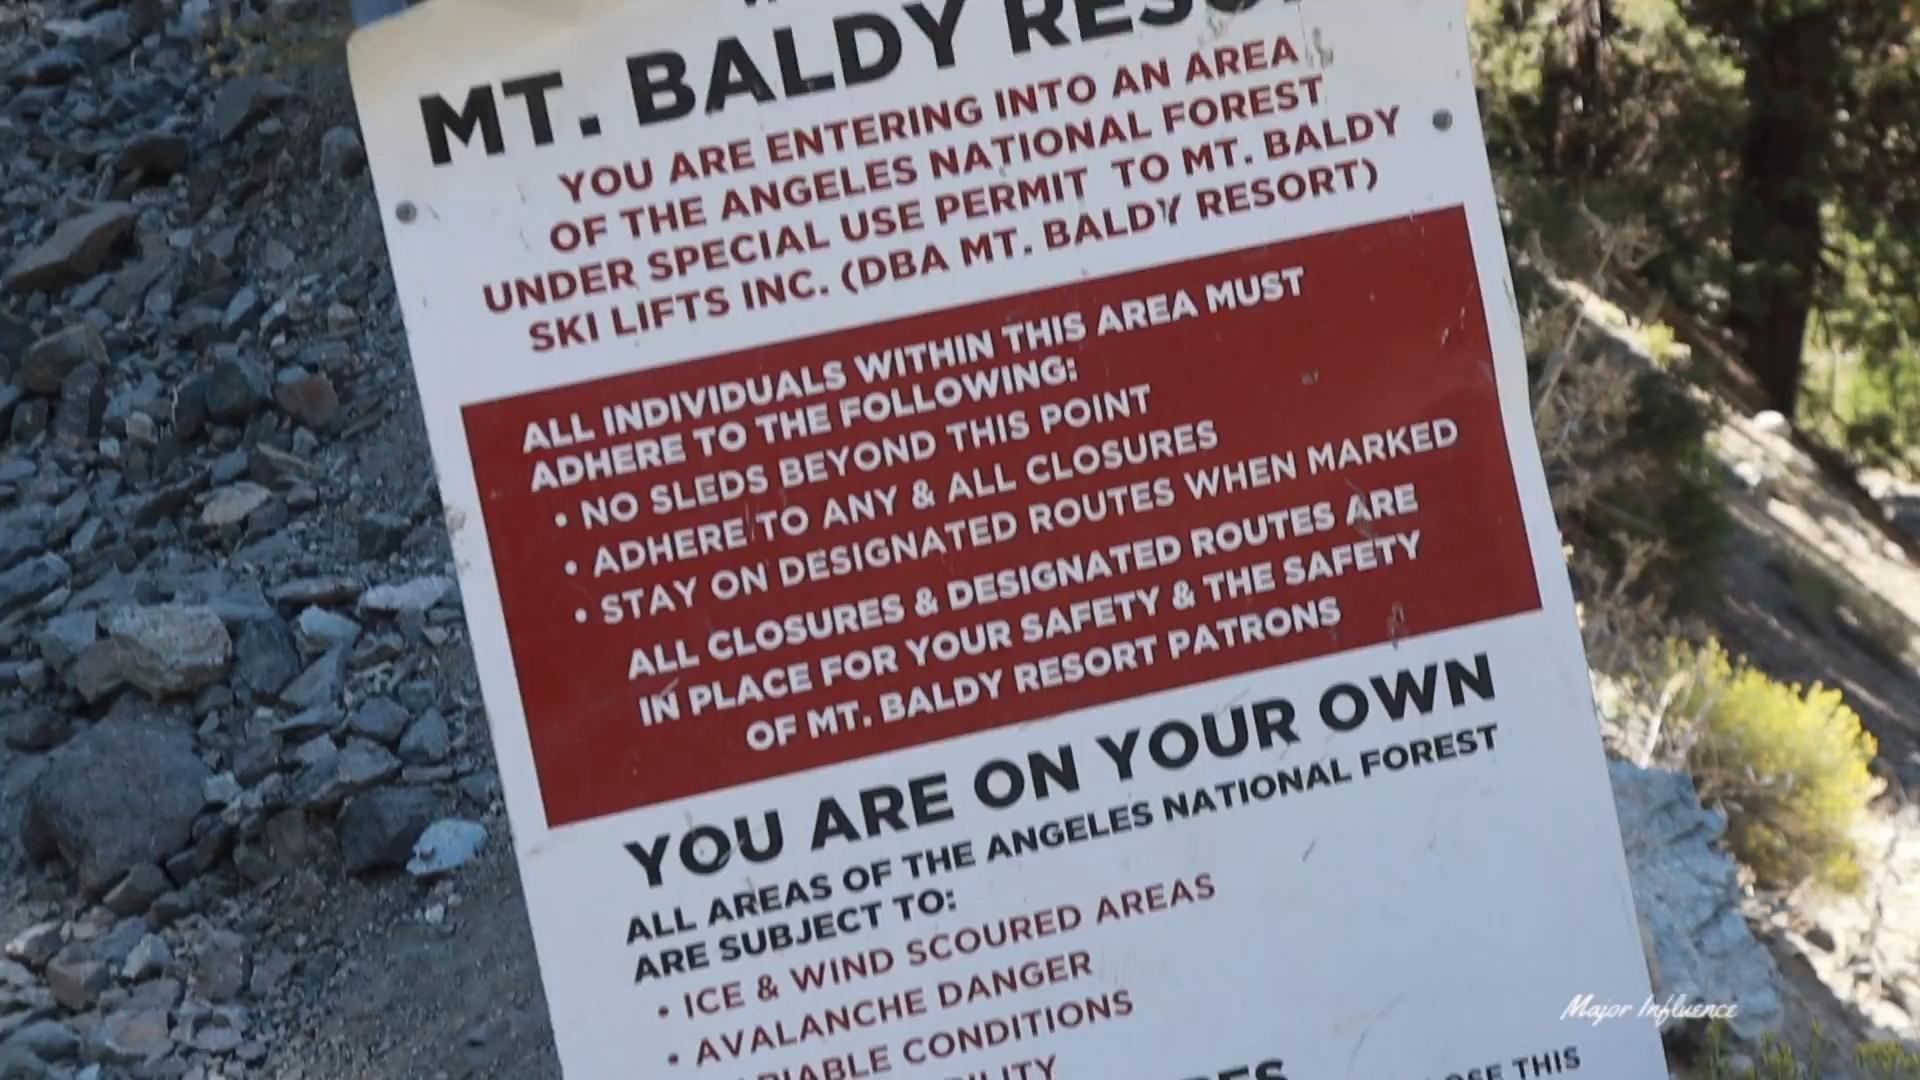 MT. BALDY
YOU ARE ENTERING INTO AN AREA
OF THE ANGELES NATIONAL FOREST
UNDER SPECIAL USE PERMIT TO MT. BALDY
SKI LIFTS INC. (DBA MT. BALDY RESORT)
ALL INDIVIDUALS WITHIN THIS AREA MUST
ADHERE TO THE FOLLOWING:
• NO SLEDS BEYOND THIS POINT
• ADHERE TO ANY & ALL CLOSURES
• STAY ON DESIGNATED ROUTES WHEN MARKED
ALL CLOSURES & DESIGNATED ROUTES ARE
IN PLACE FOR YOUR SAFETY & THE SAFETY
OF MT. BALDY RESORT PATRONS
YOU ARE ON YOUR OWN
ALL AREAS OF THE ANGELES NATIONAL FOREST
ARE SUBJECT TO:
• ICE & WIND SCOURED AREAS
• AVALANCHE DANGER
CONDITIONS
THIS
Major Influence